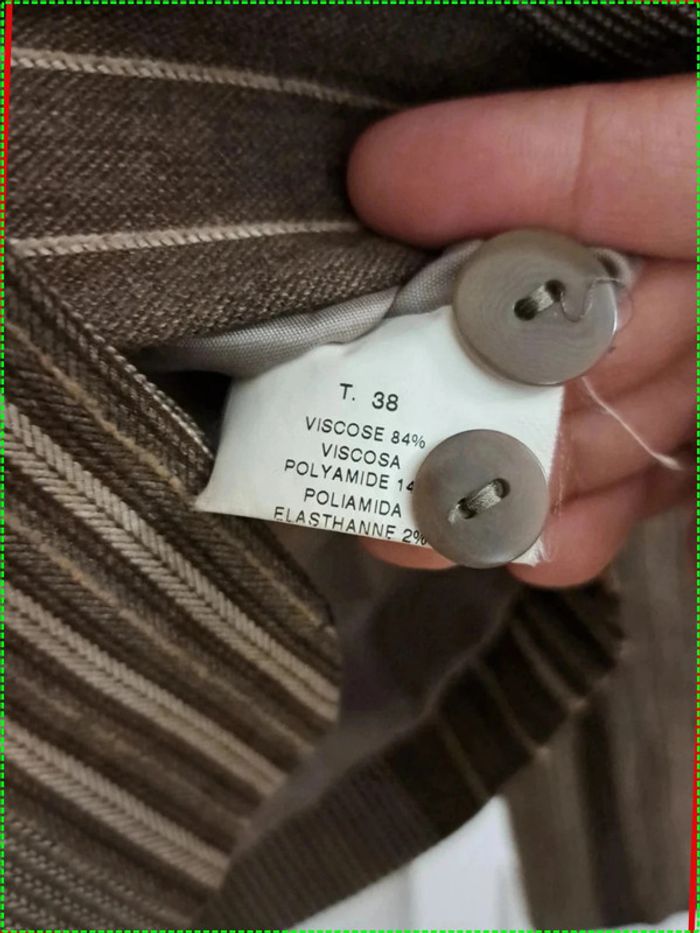 T. 38
VISCOSE 84%
VISCOSA
POLYAMIDE 14
POLIAMIDA
ELASTHANNE 2%